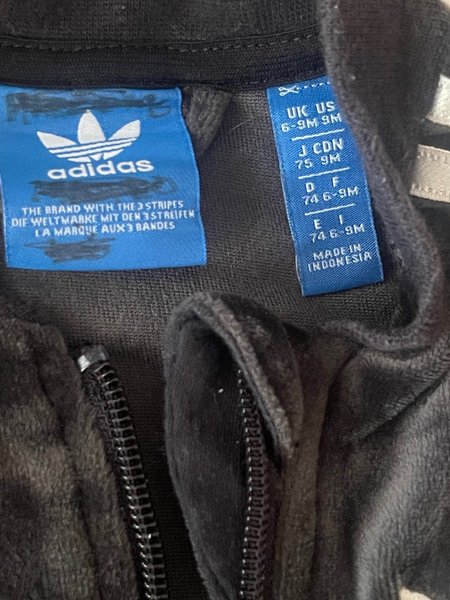 adidas
THE BRAND WITH THE 3 STRIPES
DIE WELTMARKE MIT DEN 3 STREIFEN
LA MARQUE AUX 3 BANDES
UK US
6-9M 9M
J CDN
75 9M
D F
74 6-9M
E I
74 6-9M
MADE IN
INDONESIA